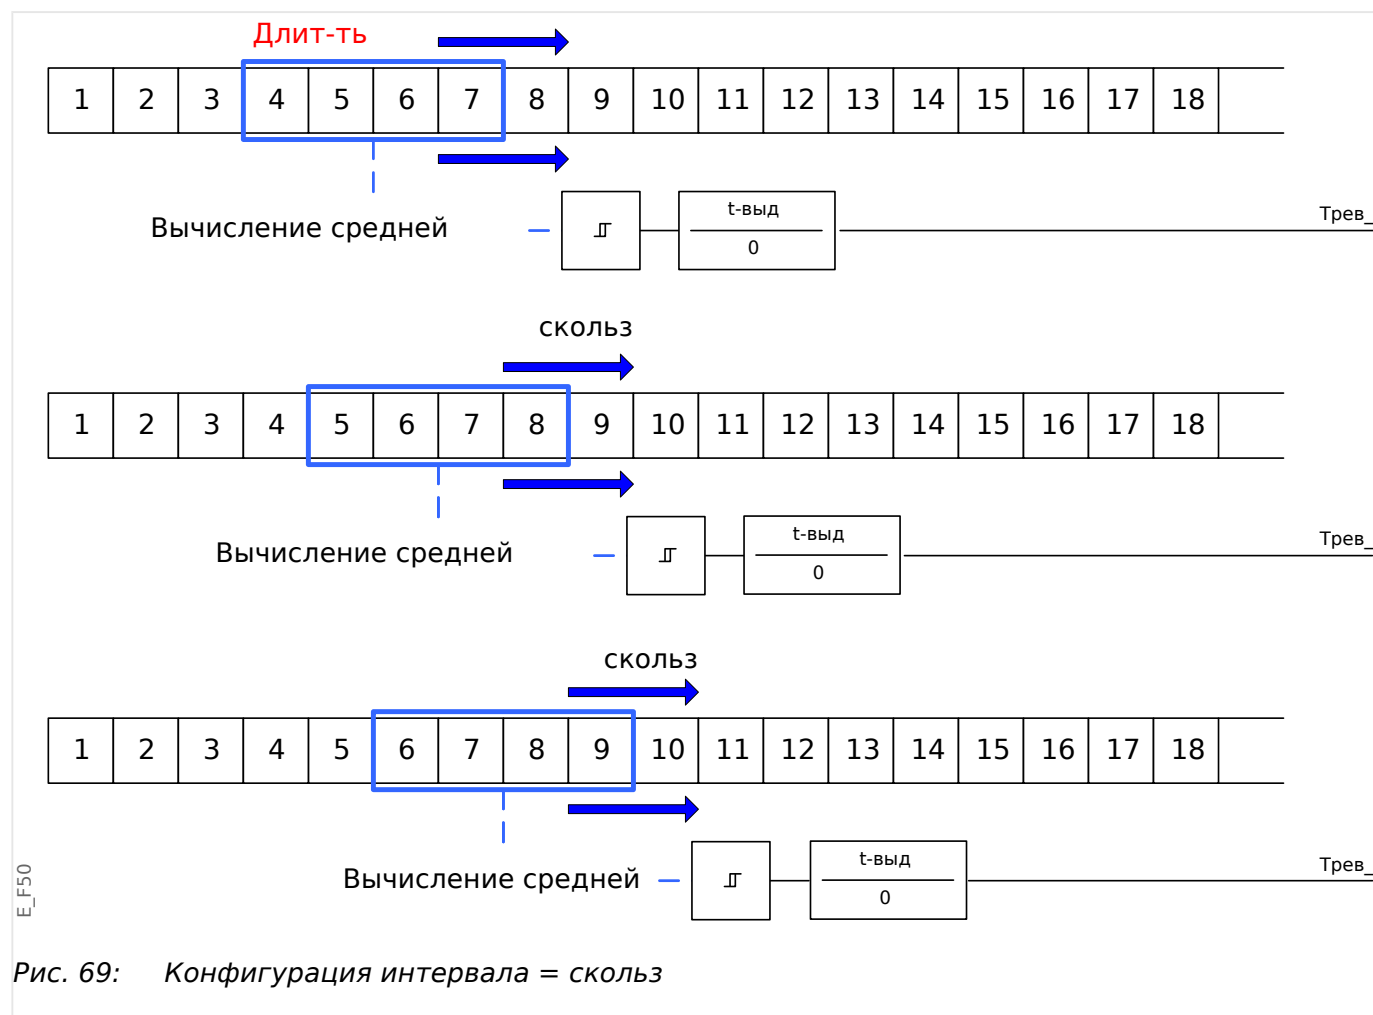 Длит-ть
1 2 3 4 5 6 7 8 9 10 11 12 13 14 15 16 17 18
Вычисление средней
t-выд
0
Трев_
скольз
1 2 3 4 5 6 7 8 9 10 11 12 13 14 15 16 17 18
Вычисление средней
t-выд
0
Трев_
скольз
1 2 3 4 5 6 7 8 9 10 11 12 13 14 15 16 17 18
Вычисление средней
t-выд
0
Трев_
E_F50
Рис. 69: Конфигурация интервала = скольз